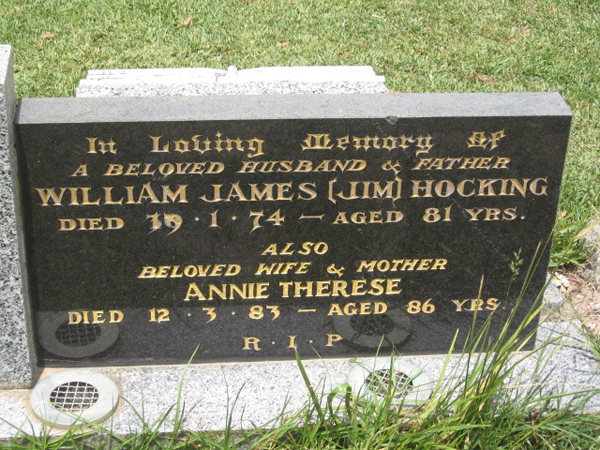 In Loving Memory Of
A BELOVED HUSBAND & FATHER
WILLIAM JAMES (JIM) HOCKING
DIED 19 · 1 · 74 — AGED 81 YRS.
ALSO
BELOVED WIFE & MOTHER
ANNIE THERESE
DIED 12 · 3 · 83 — AGED 86 YRS
R · I · P